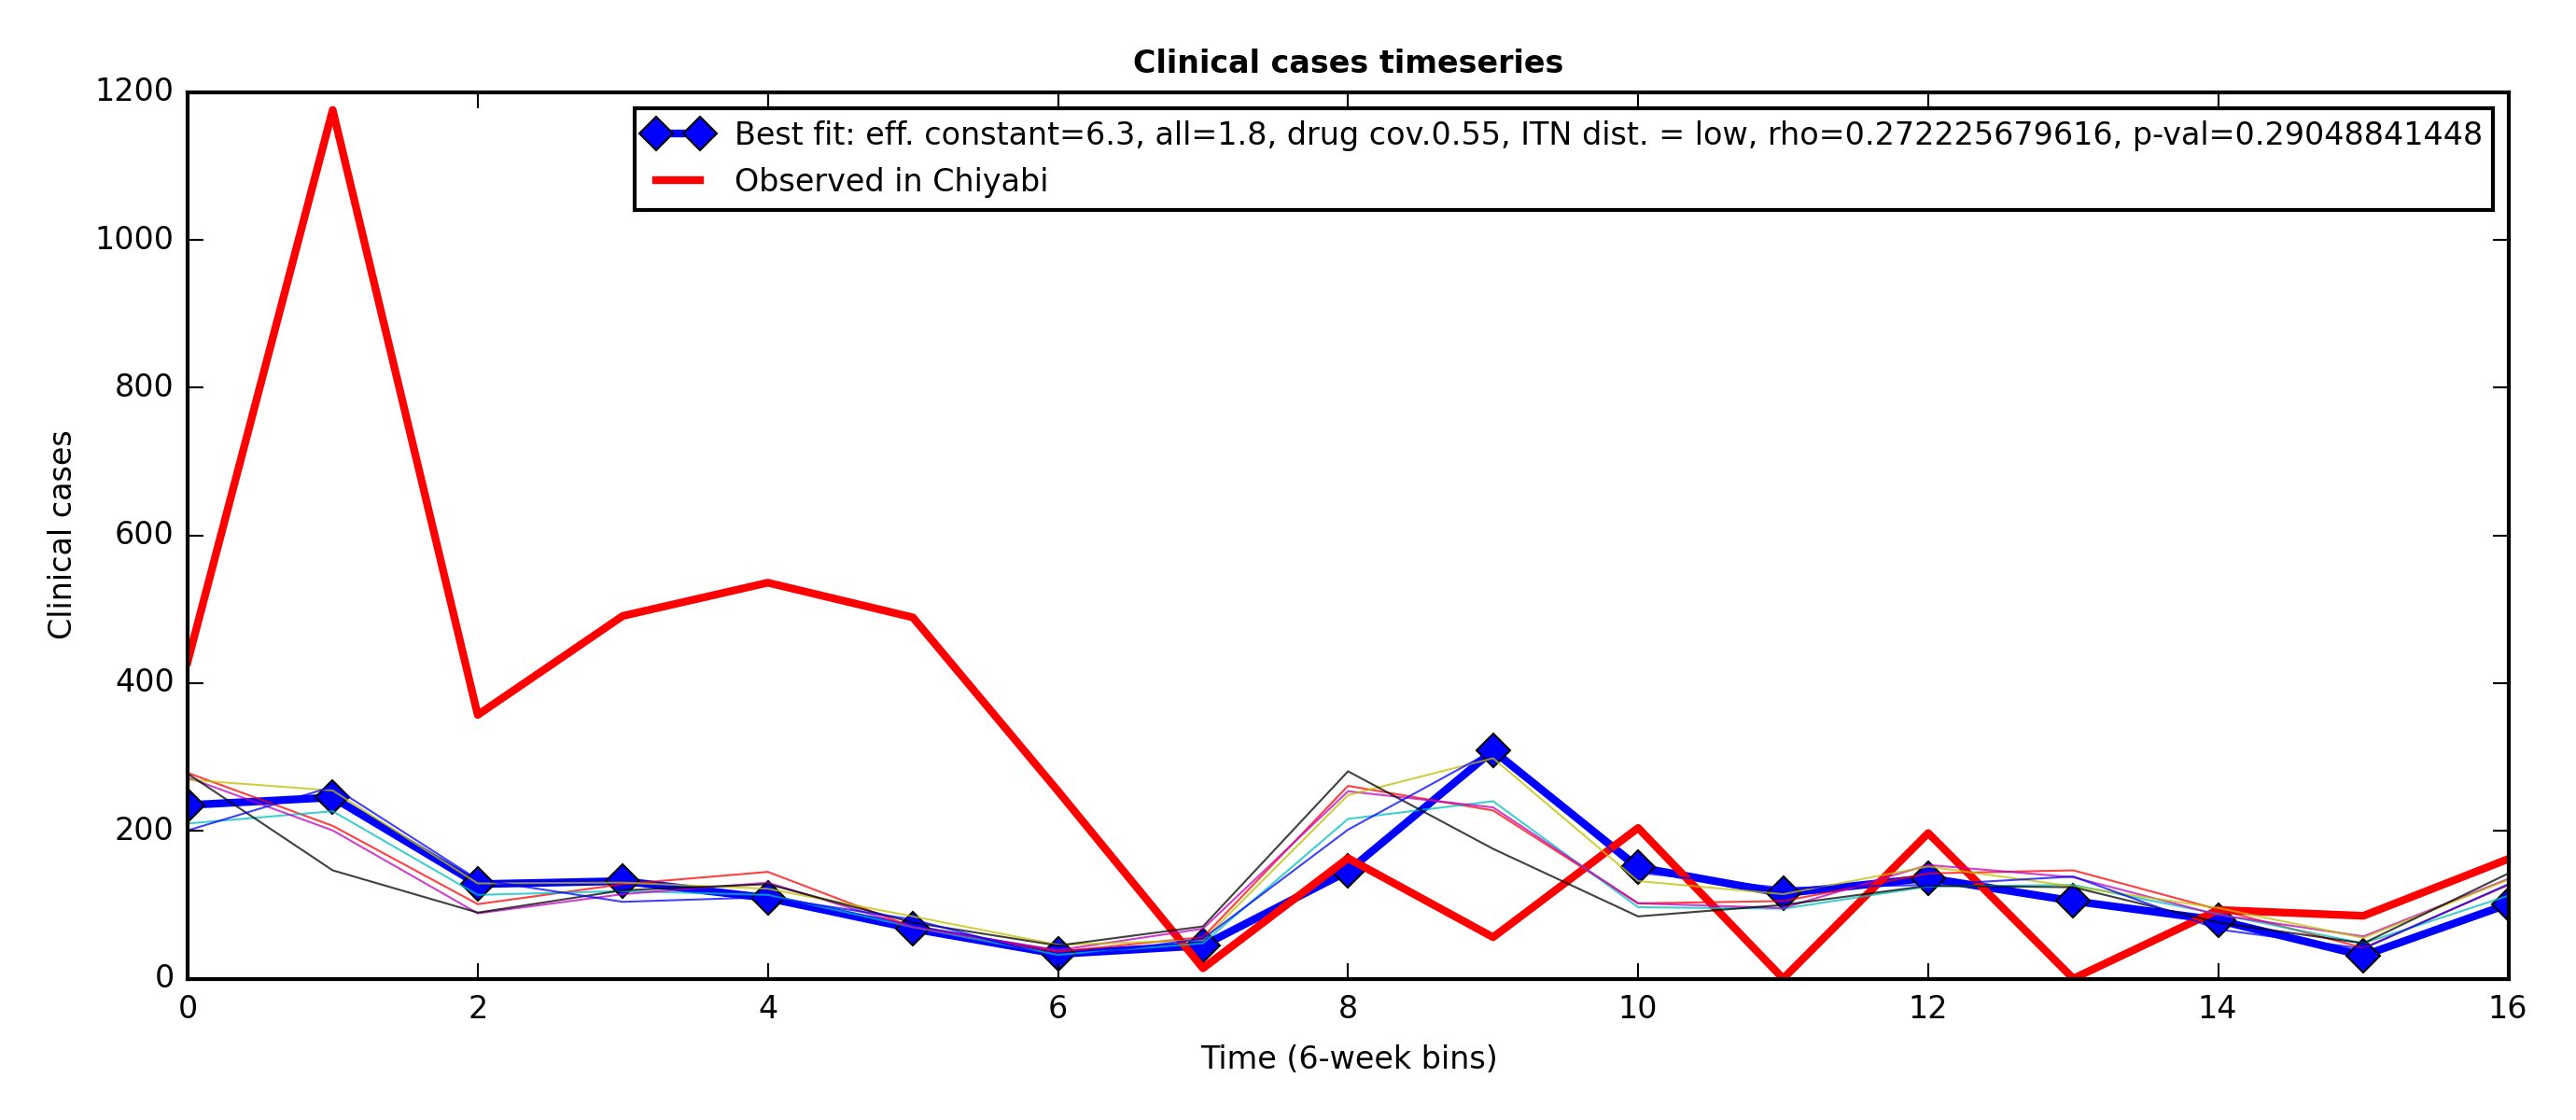 Clinical cases timeseries
Best fit: eff. constant=6.3, all=1.8, drug cov.0.55, ITN dist. = low, rho=0.272225679616, p-val=0.29048841448
Observed in Chiyabi
1200
1000
800
600
400
200
0
Clinical cases
0 2 4 6 8 10 12 14 16
Time (6-week bins)